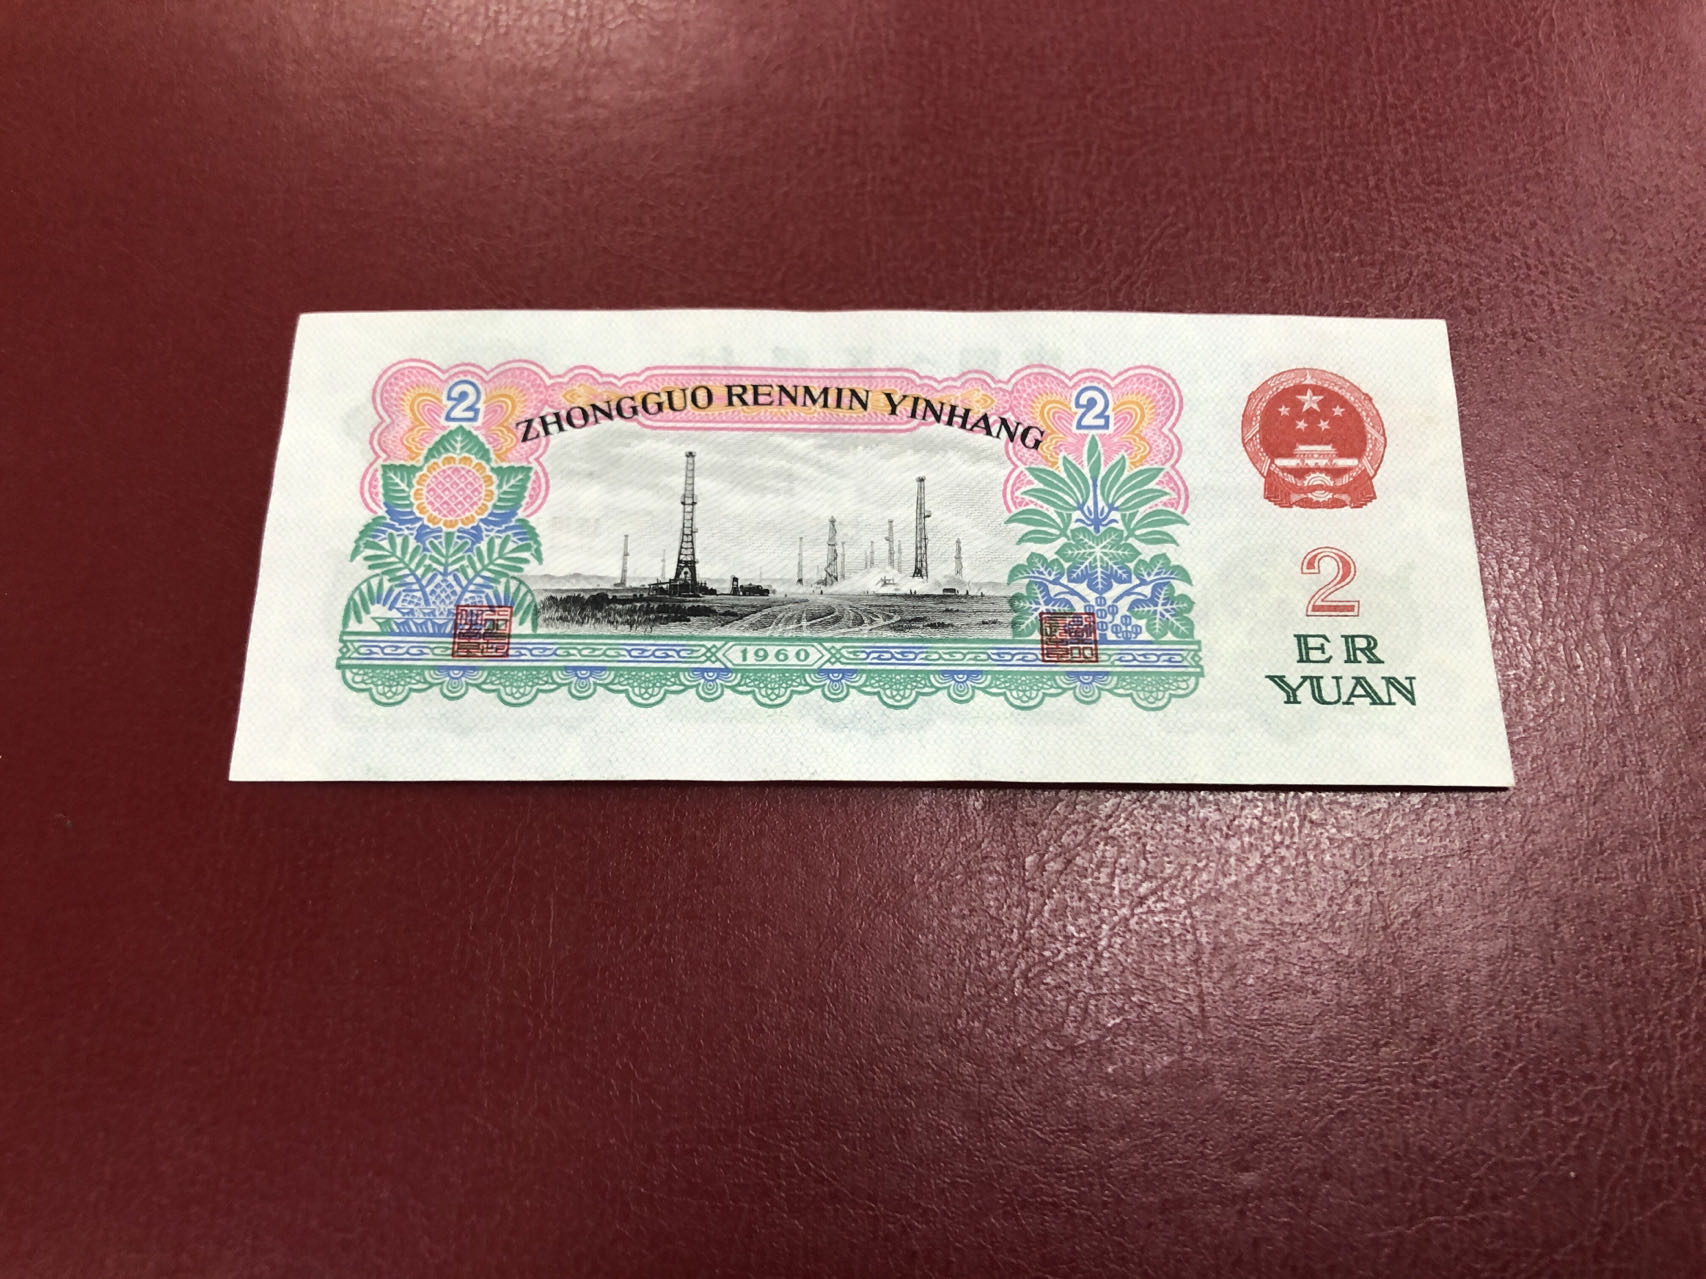 2 ZHONGGUO RENMIN YINHANG 2
1960
2
ER
YUAN